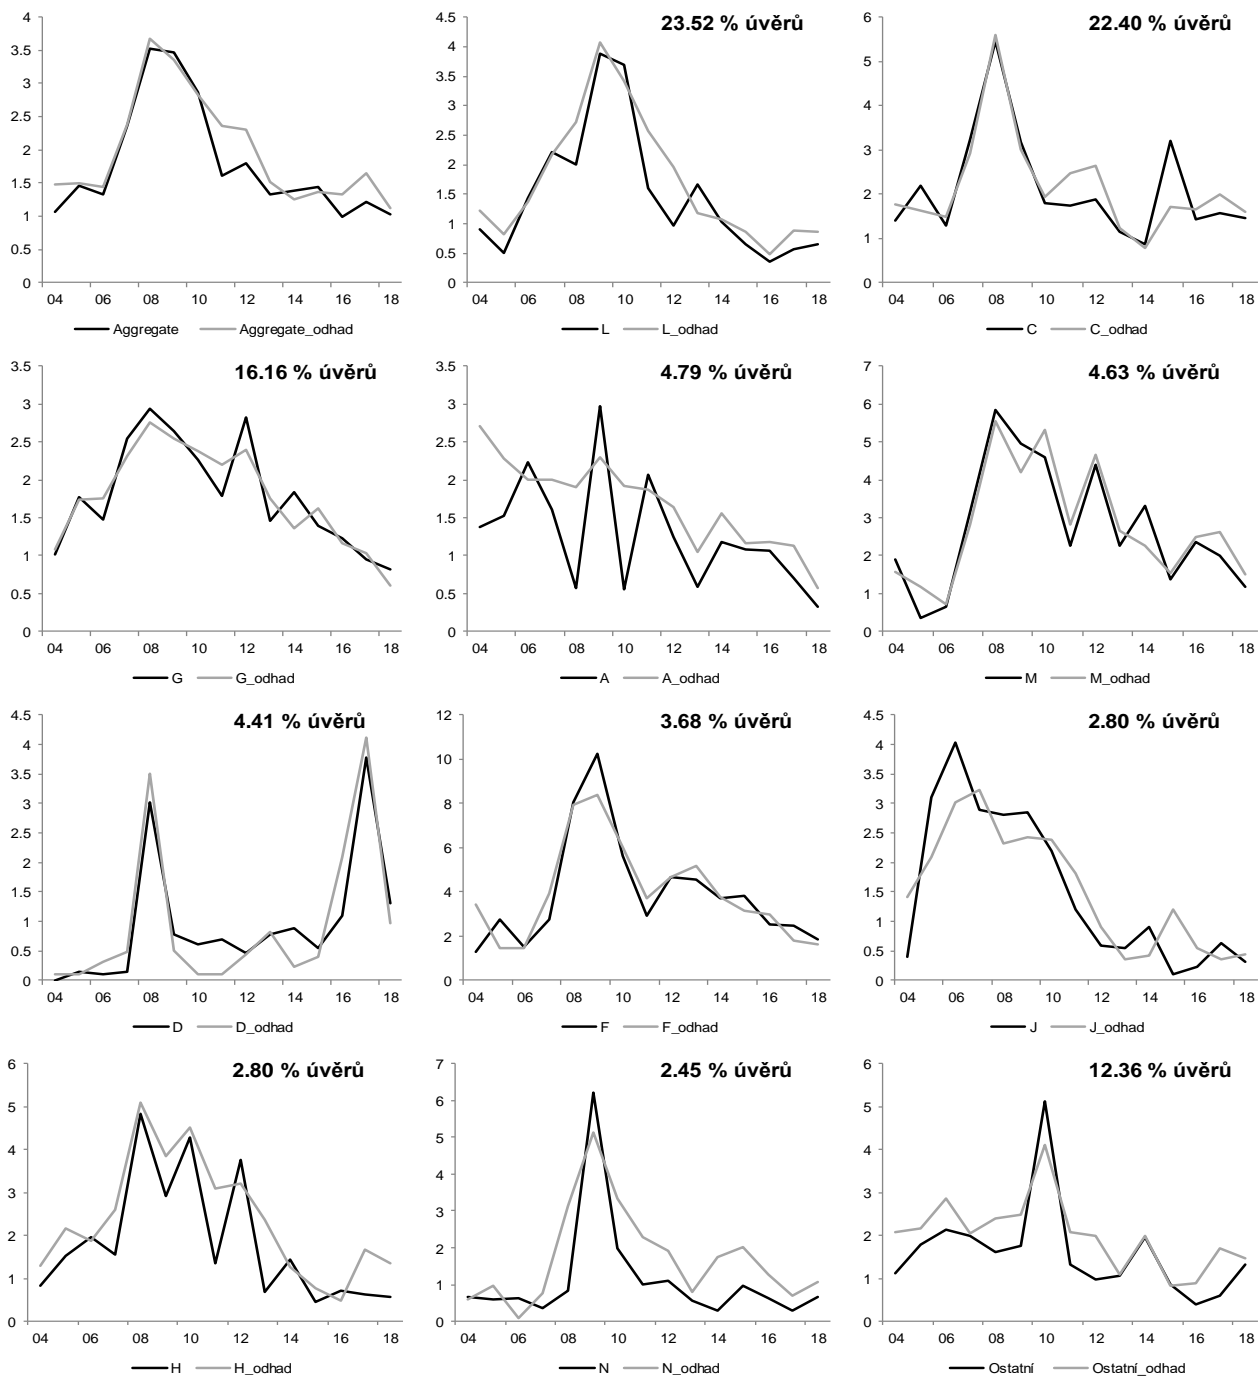 4
3.5
3
2.5
2
1.5
1
0.5
0
04 06 08 10 12 14 16 18
Aggregate Aggregate_odhad
23.52 % úvěrů
4.5
4
3.5
3
2.5
2
1.5
1
0.5
0
04 06 08 10 12 14 16 18
L L_odhad
22.40 % úvěrů
6
5
4
3
2
1
0
04 06 08 10 12 14 16 18
C C_odhad
16.16 % úvěrů
3.5
3
2.5
2
1.5
1
0.5
0
04 06 08 10 12 14 16 18
G G_odhad
4.79 % úvěrů
3.5
3
2.5
2
1.5
1
0.5
0
04 06 08 10 12 14 16 18
A A_odhad
4.63 % úvěrů
7
6
5
4
3
2
1
0
04 06 08 10 12 14 16 18
M M_odhad
4.41 % úvěrů
4.5
4
3.5
3
2.5
2
1.5
1
0.5
0
04 06 08 10 12 14 16 18
D D_odhad
3.68 % úvěrů
12
10
8
6
4
2
0
04 06 08 10 12 14 16 18
F F_odhad
2.80 % úvěrů
4.5
4
3.5
3
2.5
2
1.5
1
0.5
0
04 06 08 10 12 14 16 18
J J_odhad
2.80 % úvěrů
6
5
4
3
2
1
0
04 06 08 10 12 14 16 18
H H_odhad
2.45 % úvěrů
7
6
5
4
3
2
1
0
04 06 08 10 12 14 16 18
N N_odhad
12.36 % úvěrů
6
5
4
3
2
1
0
04 06 08 10 12 14 16 18
Ostatní Ostatní_odhad